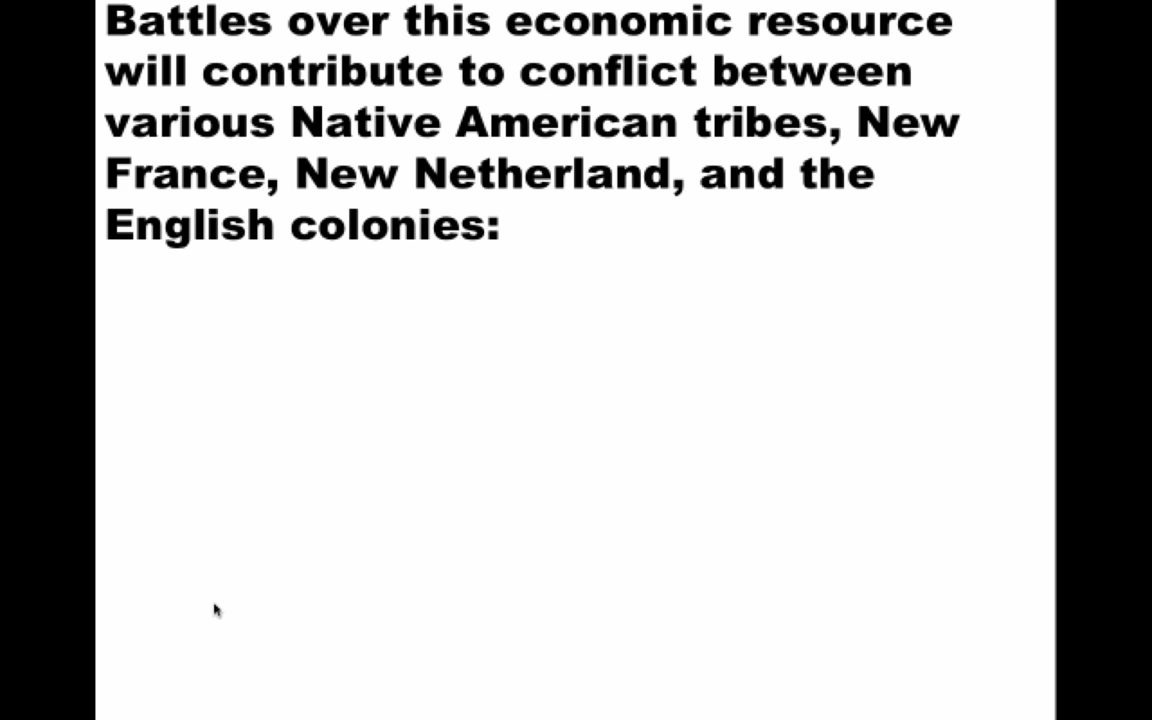 Battles over this economic resource
will contribute to conflict between
various Native American tribes, New
France, New Netherland, and the
English colonies: